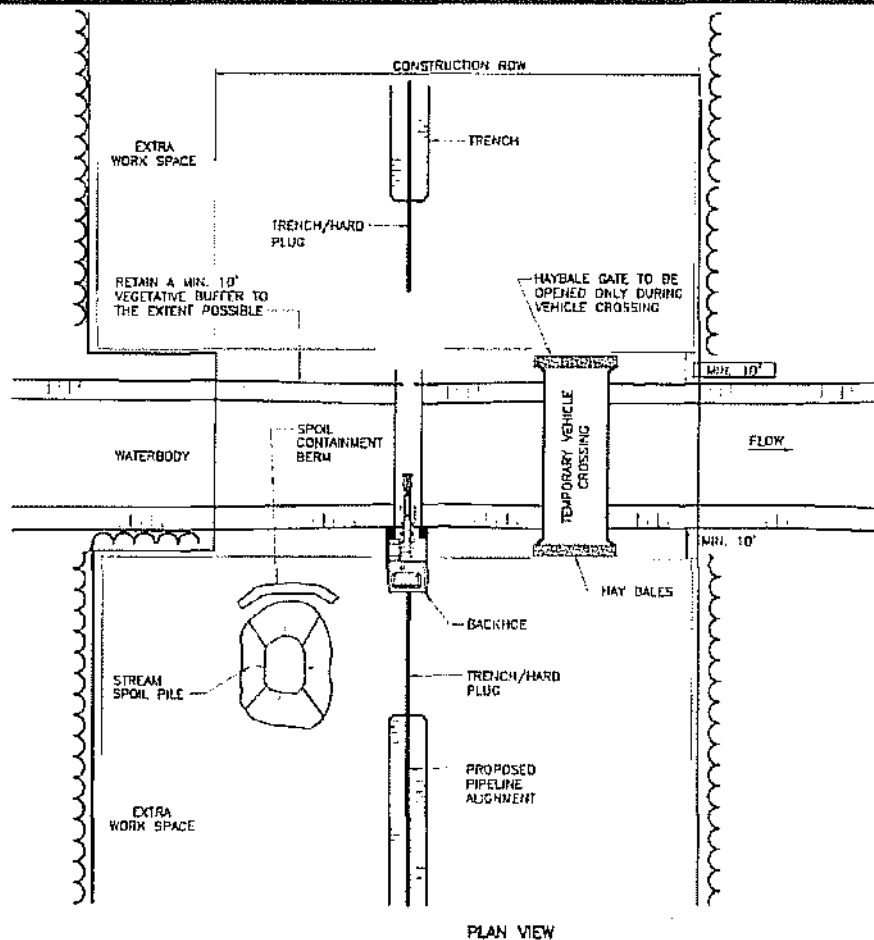 CONSTRUCTION ROW
EXTRA
WORK SPACE
TRENCH
TRENCH/HARD
PLUG
RETAIN A MIN. 10'
VEGETATIVE BUFFER TO
THE EXTENT POSSIBLE
HAYBALE GATE TO BE
OPENED ONLY DURING
VEHICLE CROSSING
MIN. 10'
SPOIL
CONTAINMENT
BERM
WATERBODY
TEMPORARY VEHICLE
CROSSING
FLOW
MIN. 10'
HAY BALES
BACKHOE
STREAM
SPOIL PILE
TRENCH/HARD
PLUG
PROPOSED
PIPELINE
ALIGNMENT
EXTRA
WORK SPACE
PLAN VIEW